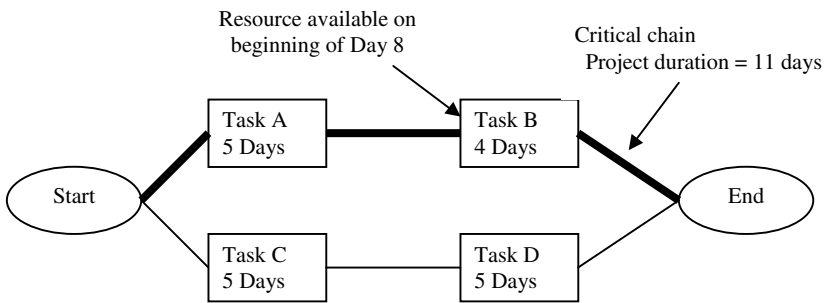 Resource available on
beginning of Day 8
Critical chain
Project duration = 11 days
Task A
5 Days
Task B
4 Days
Start
End
Task C
5 Days
Task D
5 Days